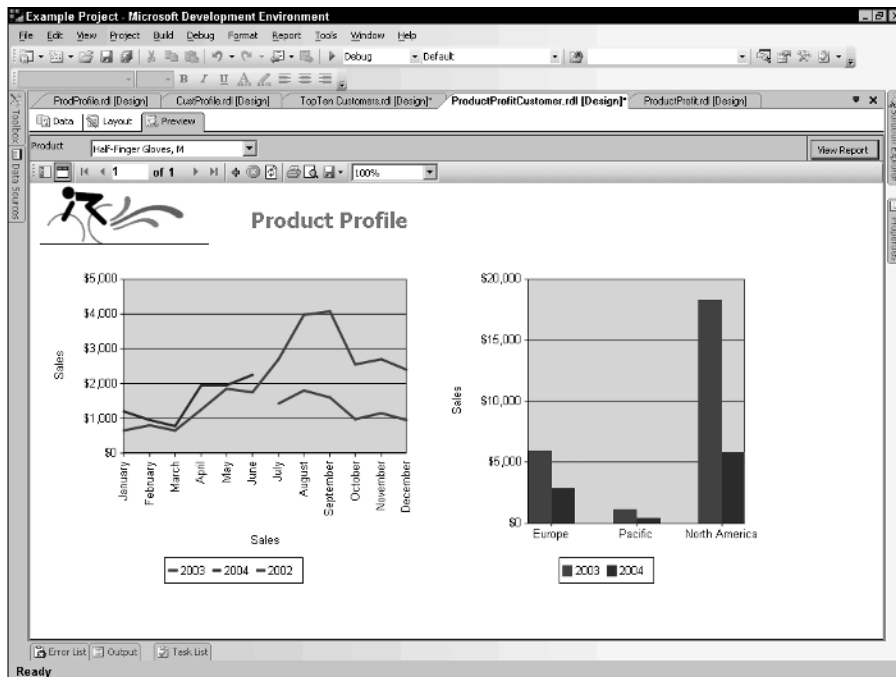 Example Project - Microsoft Development Environment
File Edit View Project Build Debug Format Report Tools Window Help
Debug Default
B I U A
ProdProfile.rdl [Design] CustProfile.rdl [Design] TopTen Customers.rdl [Design]* ProductProfitCustomer.rdl [Design]* ProductProfit.rdl [Design]
Data Layout Preview
Toolbox
Data Sources
Solution Explorer
Properties
Product Half-Finger Gloves, M View Report
1 of 1 100%
Product Profile
$5,000
$4,000
$3,000
$2,000
$1,000
$0
Sales
January
February
March
April
May
June
July
August
September
October
November
December
Sales
2003 2004 2002
$20,000
$15,000
$10,000
$5,000
$0
Sales
Europe Pacific North America
2003 2004
Error List Output Task List
Ready